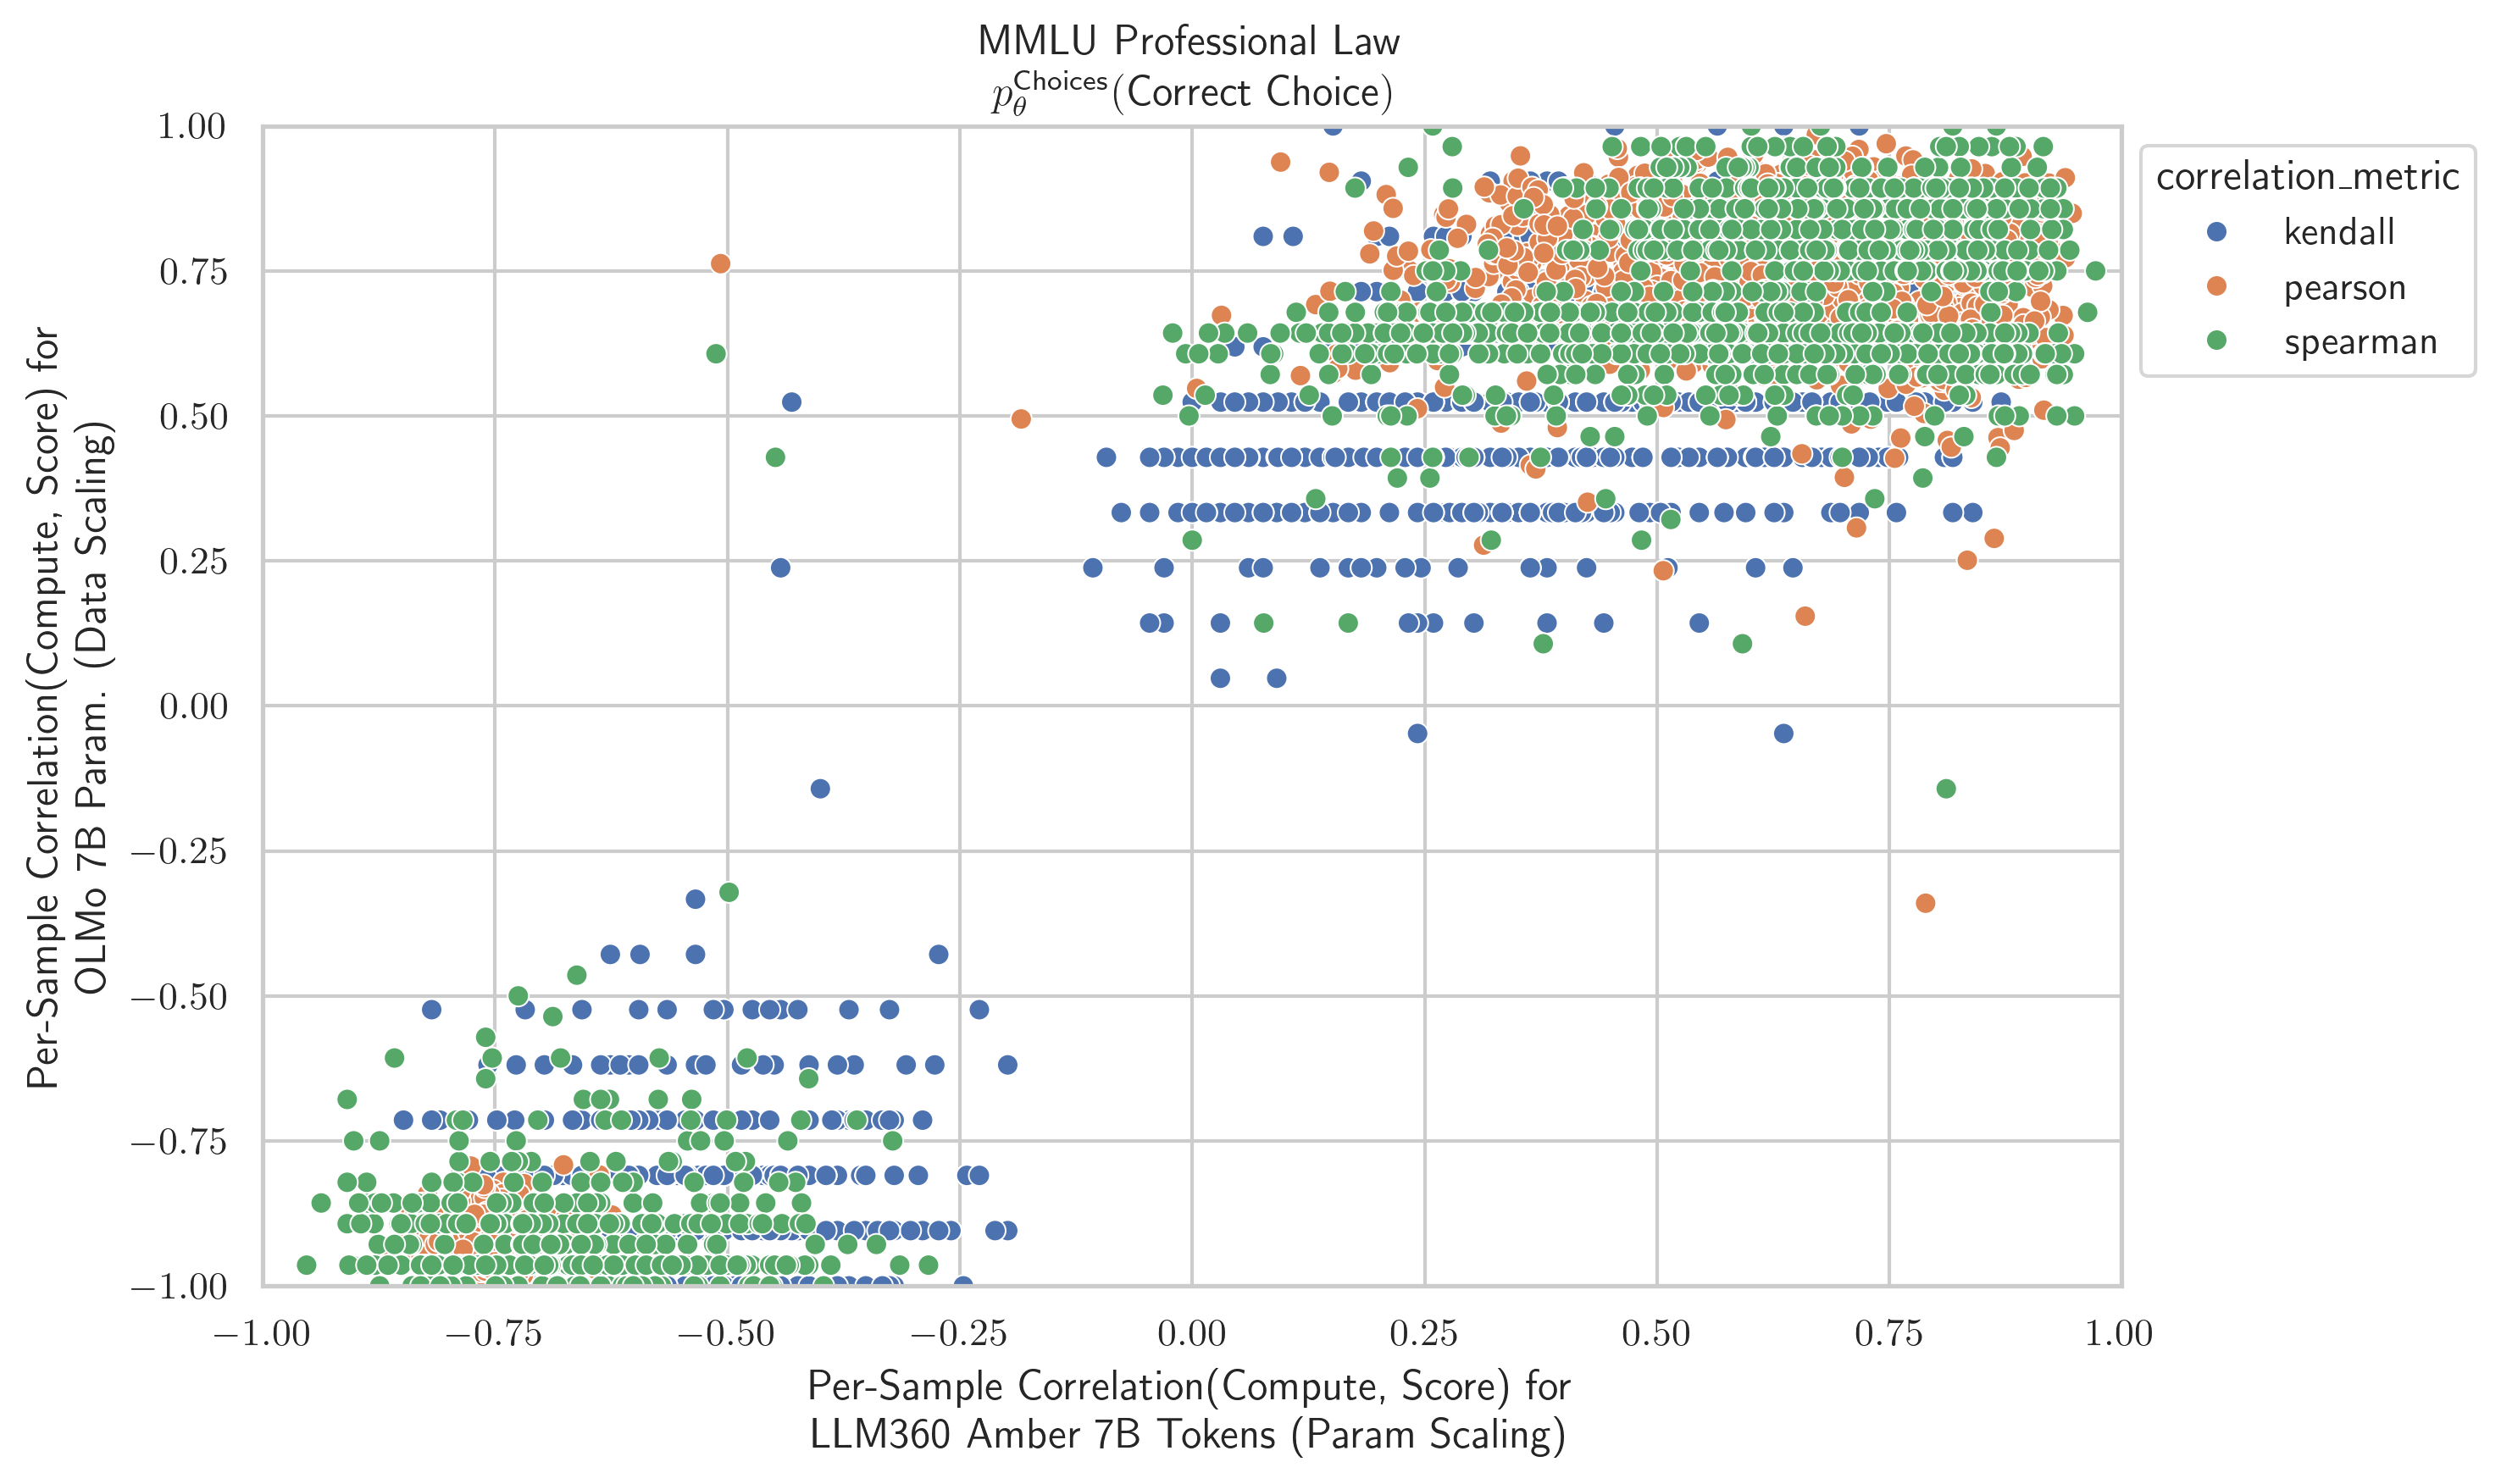 MMLU Professional Law
p_θ^Choices(Correct Choice)
Per-Sample Correlation(Compute, Score) for
OLMo 7B Param. (Data Scaling)
1.00
0.75
0.50
0.25
0.00
−0.25
−0.50
−0.75
−1.00
−1.00 −0.75 −0.50 −0.25 0.00 0.25 0.50 0.75 1.00
Per-Sample Correlation(Compute, Score) for
LLM360 Amber 7B Tokens (Param Scaling)
correlation_metric
kendall
pearson
spearman